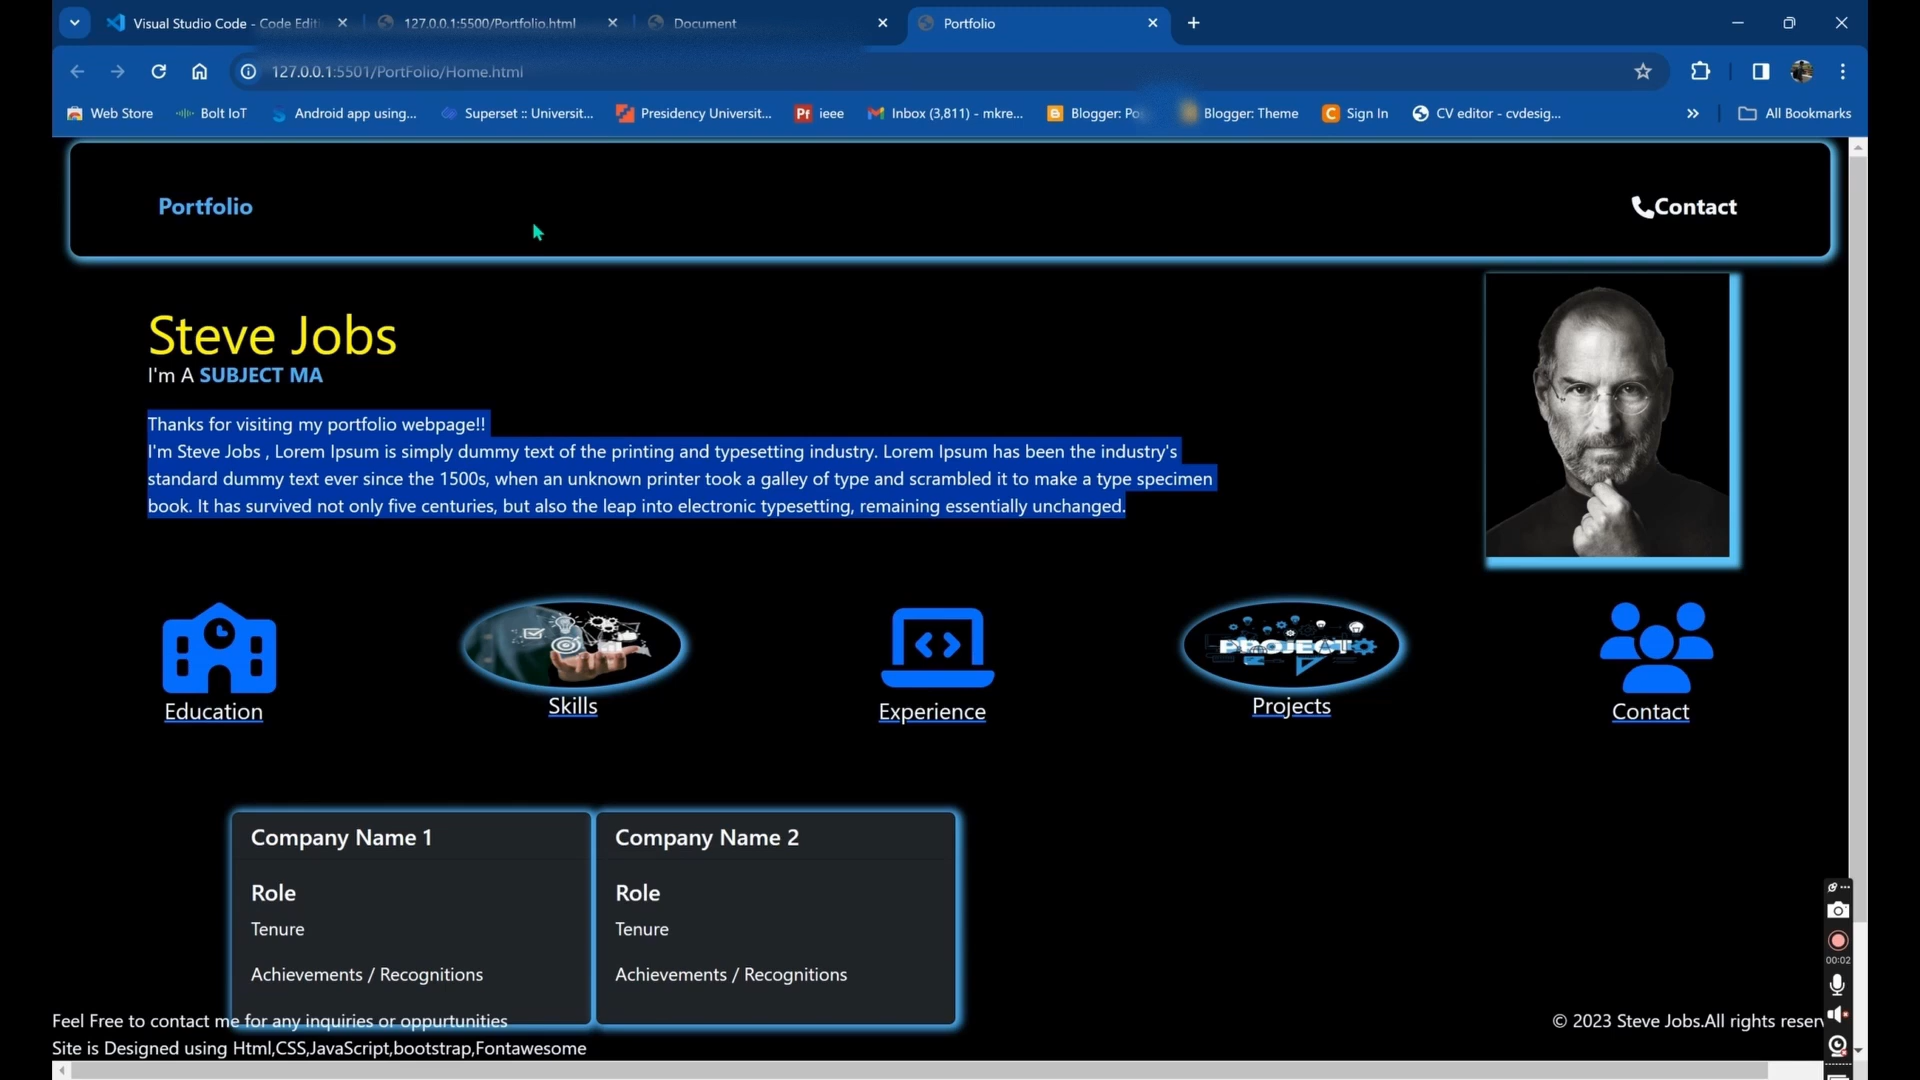 Visual Studio Code - Code Editi
127.0.0.1:5500/Portfolio.html
Document
Portfolio
127.0.0.1:5501/PortFolio/Home.html
Web Store
Bolt IoT
Android app using...
Superset :: Universit...
Presidency Universit...
Pf ieee
Inbox (3,811) - mkre...
Blogger: Po
Blogger: Theme
C Sign In
CV editor - cvdesig...
All Bookmarks
Portfolio
Contact
Steve Jobs
I'm A SUBJECT MA
Thanks for visiting my portfolio webpage!!
I'm Steve Jobs , Lorem Ipsum is simply dummy text of the printing and typesetting industry. Lorem Ipsum has been the industry's
standard dummy text ever since the 1500s, when an unknown printer took a galley of type and scrambled it to make a type specimen
book. It has survived not only five centuries, but also the leap into electronic typesetting, remaining essentially unchanged.
PROJECT
Education
Skills
Experience
Projects
Contact
Company Name 1
Role
Tenure
Achievements / Recognitions
Company Name 2
Role
Tenure
Achievements / Recognitions
00:02
Feel Free to contact me for any inquiries or oppurtunities
© 2023 Steve Jobs.All rights reserv
Site is Designed using Html,CSS,JavaScript,bootstrap,Fontawesome